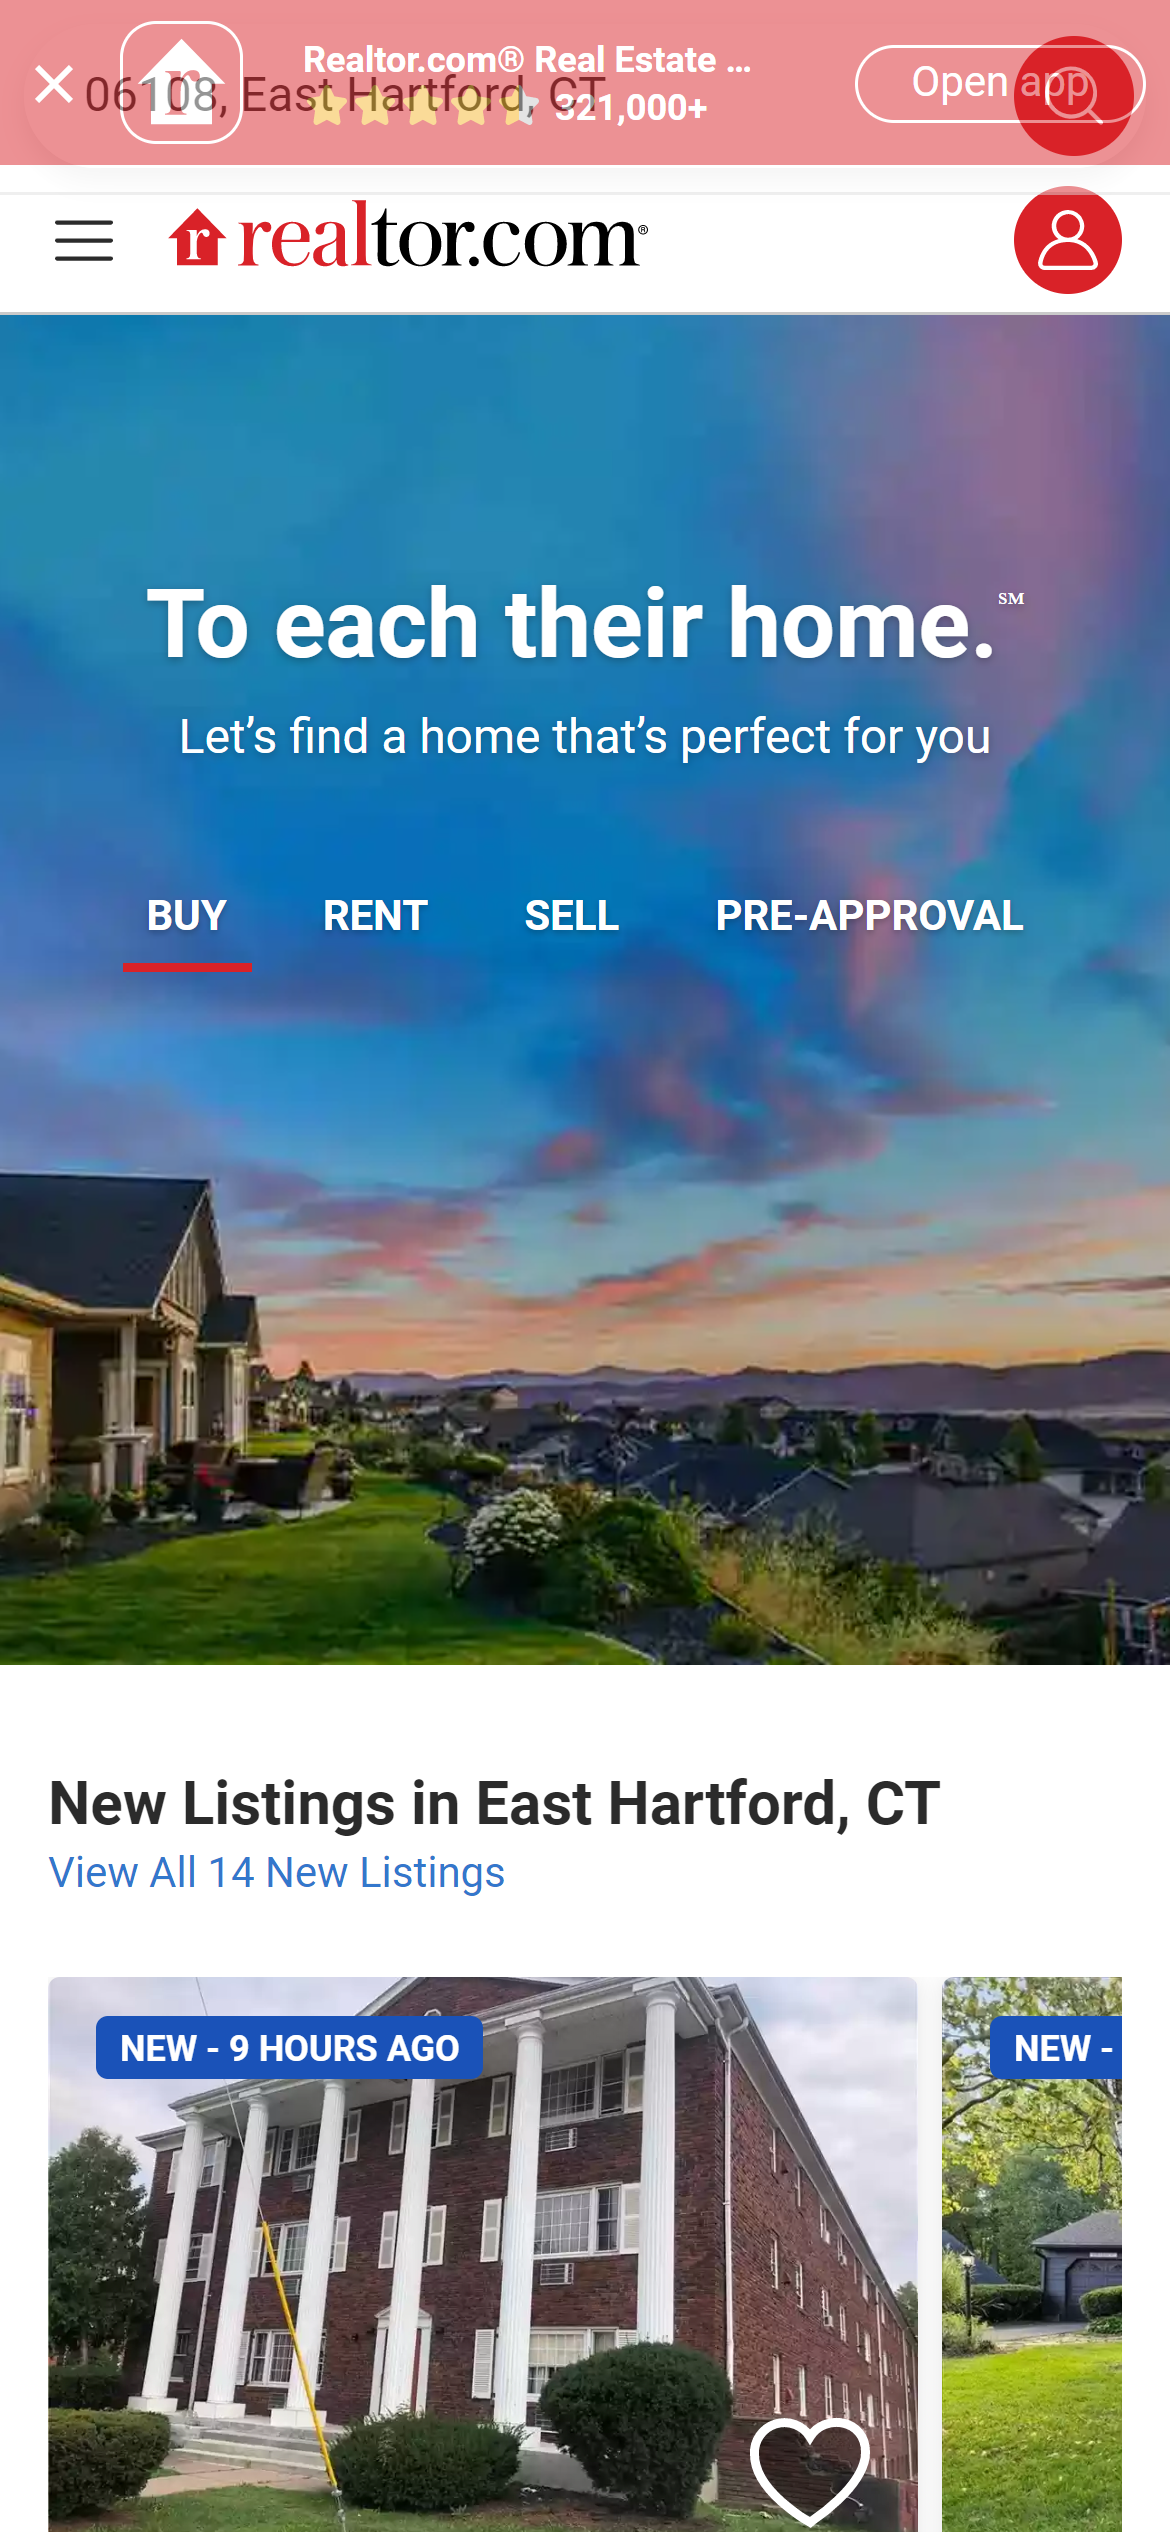 Realtor.com® Real Estate ...
06108, East Hartford, CT
321,000+
Open app
realtor.com®
To each their home.℠
Let’s find a home that’s perfect for you
BUY RENT SELL PRE-APPROVAL
New Listings in East Hartford, CT
View All 14 New Listings
NEW - 9 HOURS AGO
NEW -